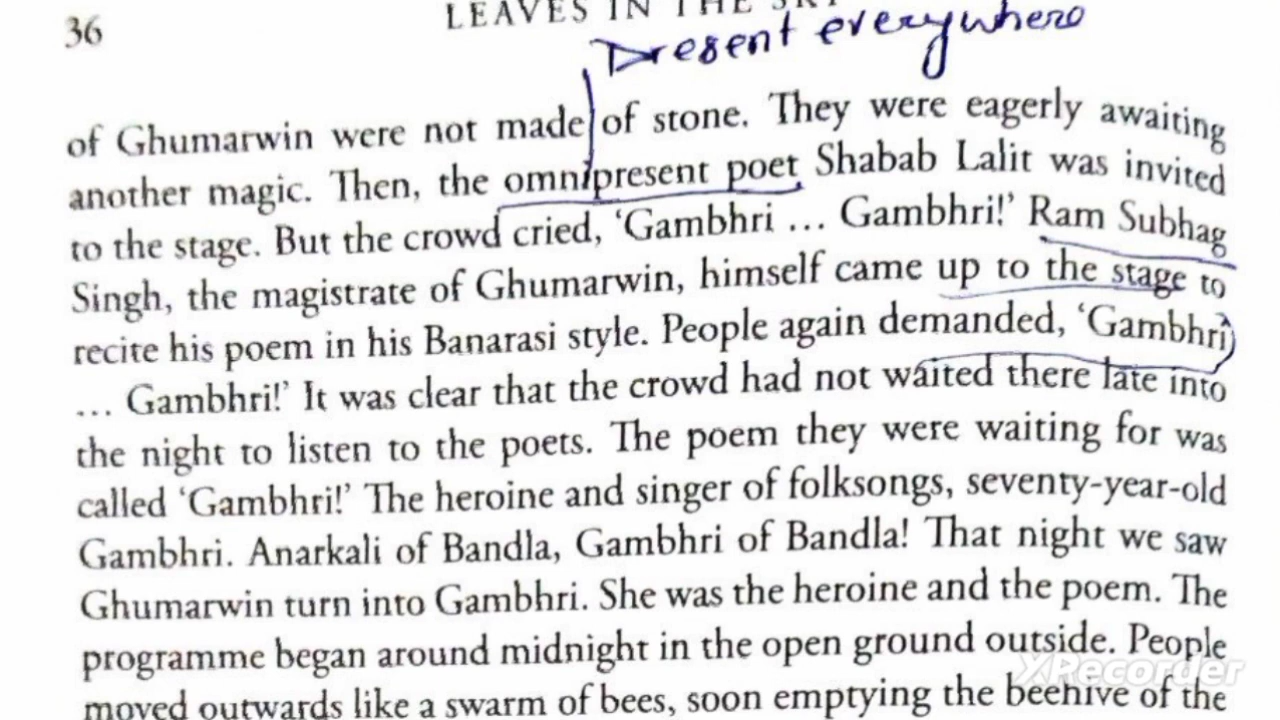 36
LEAVES IN THE SKY
Present everywhere
of Ghumarwin were not made of stone. They were eagerly awaiting
another magic. Then, the omnipresent poet Shabab Lalit was invited
to the stage. But the crowd cried, ‘Gambhri ... Gambhri!’ Ram Subhag
Singh, the magistrate of Ghumarwin, himself came up to the stage to
recite his poem in his Banarasi style. People again demanded, ‘Gambhri
... Gambhri!’ It was clear that the crowd had not waited there late into
the night to listen to the poets. The poem they were waiting for was
called ‘Gambhri!’ The heroine and singer of folksongs, seventy-year-old
Gambhri. Anarkali of Bandla, Gambhri of Bandla! That night we saw
Ghumarwin turn into Gambhri. She was the heroine and the poem. The
programme began around midnight in the open ground outside. People
moved outwards like a swarm of bees, soon emptying the beehive of the
XRecorder